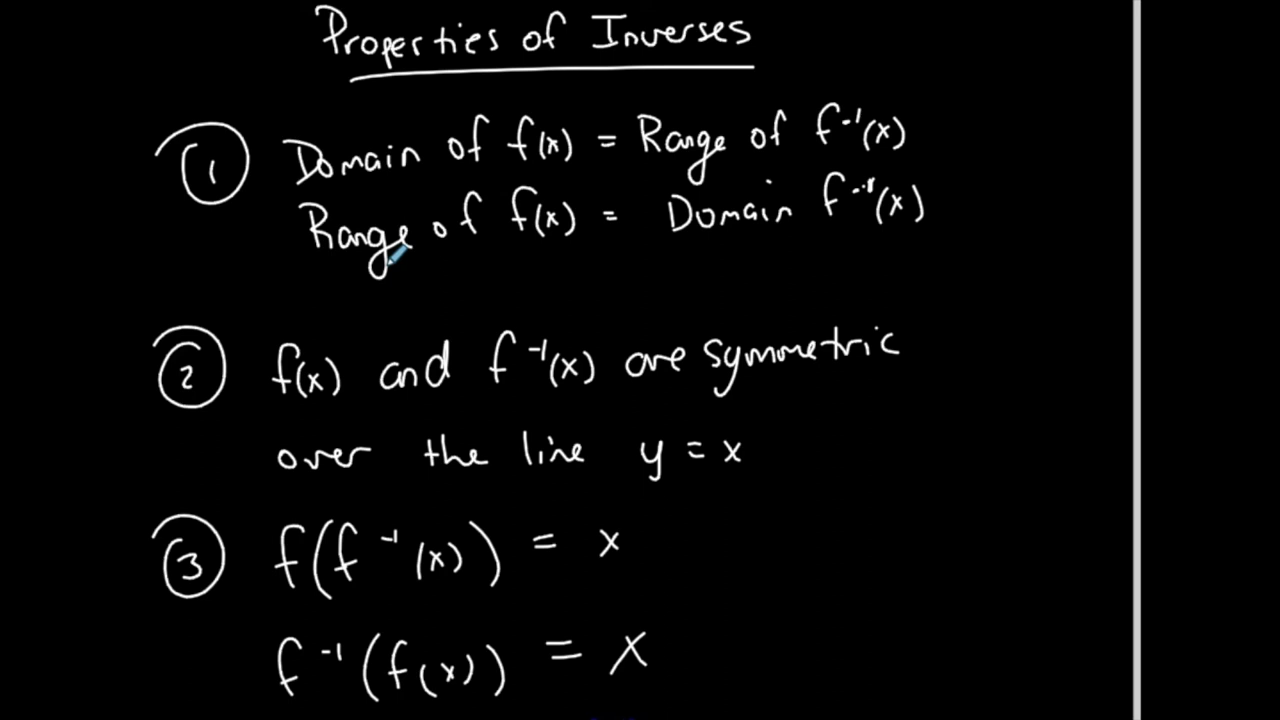 Properties of Inverses
① Domain of f(x) = Range of f⁻¹(x)
Range of f(x) = Domain f⁻¹(x)
② f(x) and f⁻¹(x) are symmetric
over the line y = x
③ f(f⁻¹(x)) = x
f⁻¹(f(x)) = x